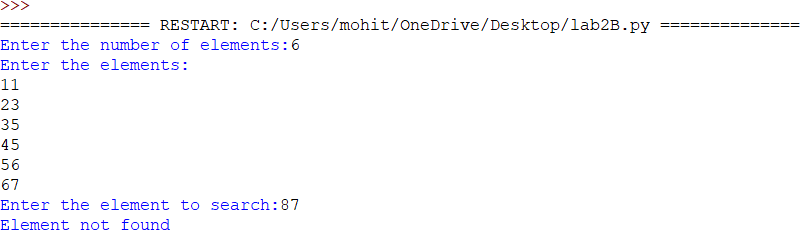 >>>
=============== RESTART: C:/Users/mohit/OneDrive/Desktop/lab2B.py ==============
Enter the number of elements:6
Enter the elements:
11
23
35
45
56
67
Enter the element to search:87
Element not found